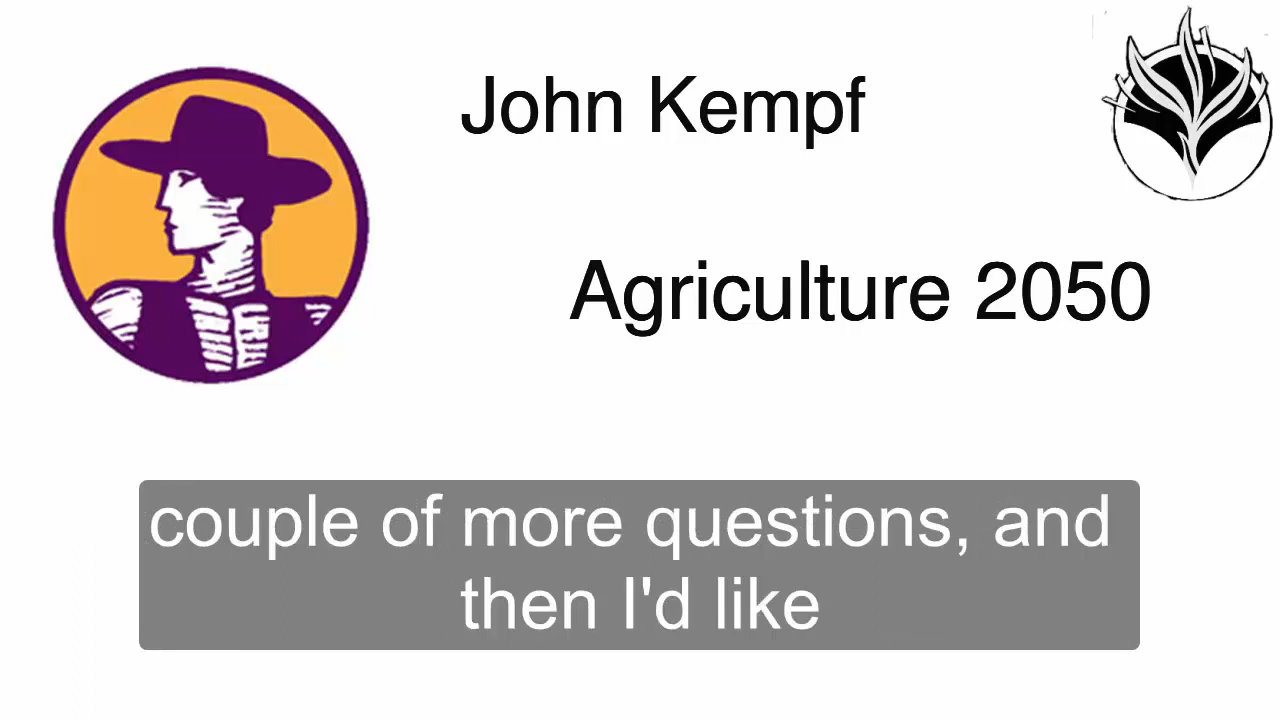 John Kempf
Agriculture 2050
couple of more questions, and
then I'd like